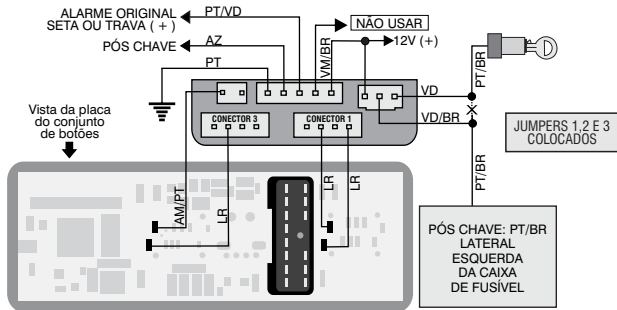 ALARME ORIGINAL
SETA OU TRAVA ( + )
PT/VD
NÃO USAR
PÓS CHAVE
AZ
12V (+)
PT
VM/BR
PT/BR
VD
VD/BR
CONECTOR 3
CONECTOR 1
Vista da placa
do conjunto
de botões
JUMPERS 1,2 E 3
COLOCADOS
AM/PT
LR
LR
LR
PT/BR
PÓS CHAVE: PT/BR
LATERAL
ESQUERDA
DA CAIXA
DE FUSÍVEL